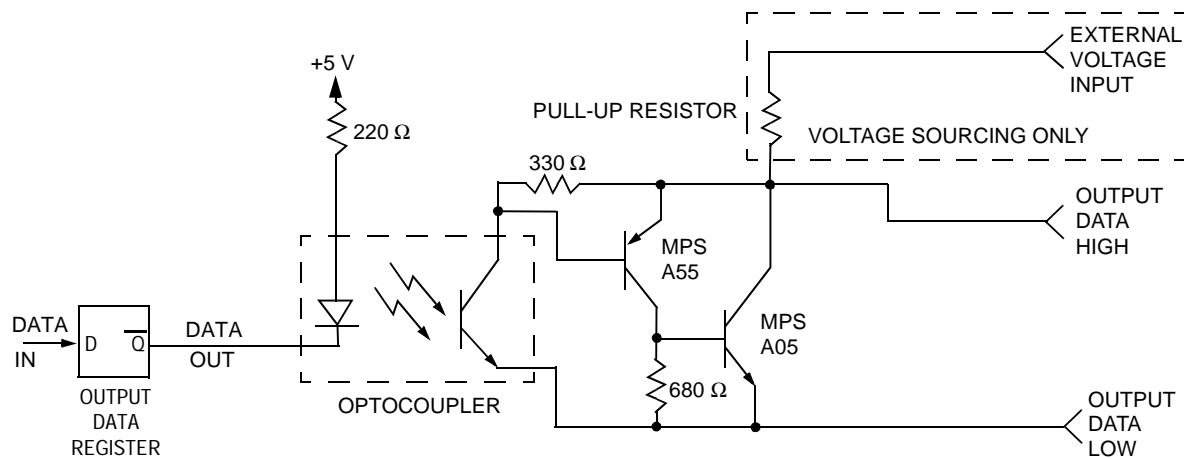 EXTERNAL
VOLTAGE
INPUT
+5 V
PULL-UP RESISTOR
VOLTAGE SOURCING ONLY
220 Ω
330 Ω
OUTPUT
DATA
HIGH
MPS
A55
DATA
IN
D
Q̅
DATA
OUT
MPS
A05
680 Ω
OPTOCOUPLER
OUTPUT
DATA
REGISTER
OUTPUT
DATA
LOW